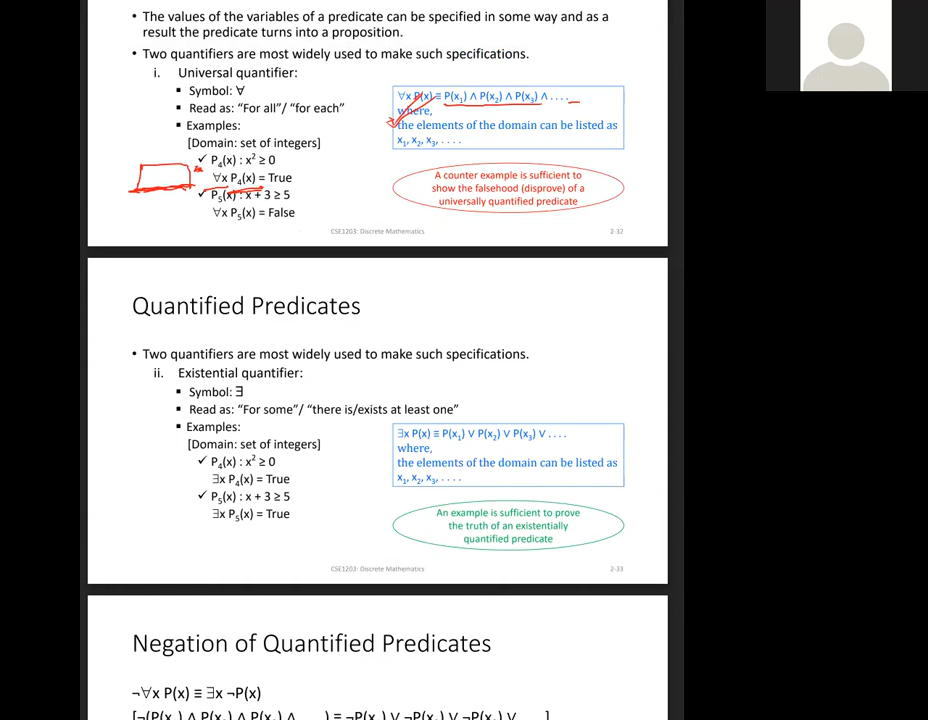 • The values of the variables of a predicate can be specified in some way and as a
result the predicate turns into a proposition.
• Two quantifiers are most widely used to make such specifications.
i. Universal quantifier:
▪ Symbol: ∀
▪ Read as: “For all”/ “for each”
▪ Examples:
[Domain: set of integers]
✓ P₄(x) : x² ≥ 0
∀x P₄(x) = True
✓ P₅(x) : x + 3 ≥ 5
∀x P₅(x) = False
∀x P(x) ≡ P(x₁) ∧ P(x₂) ∧ P(x₃) ∧ . . . .
where,
the elements of the domain can be listed as
x₁, x₂, x₃, . . . .
A counter example is sufficient to
show the falsehood (disprove) of a
universally quantified predicate
CSE1203: Discrete Mathematics 2-32
Quantified Predicates
• Two quantifiers are most widely used to make such specifications.
ii. Existential quantifier:
▪ Symbol: ∃
▪ Read as: “For some”/ “there is/exists at least one”
▪ Examples:
[Domain: set of integers]
✓ P₄(x) : x² ≥ 0
∃x P₄(x) = True
✓ P₅(x) : x + 3 ≥ 5
∃x P₅(x) = True
∃x P(x) ≡ P(x₁) ∨ P(x₂) ∨ P(x₃) ∨ . . . .
where,
the elements of the domain can be listed as
x₁, x₂, x₃, . . . .
An example is sufficient to prove
the truth of an existentially
quantified predicate
CSE1203: Discrete Mathematics 2-33
Negation of Quantified Predicates
¬∀x P(x) ≡ ∃x ¬P(x)
[¬(P(x₁) ∧ P(x₂) ∧ P(x₃) ∧ . . . .) ≡ ¬P(x₁) ∨ ¬P(x₂) ∨ ¬P(x₃) ∨ . . . . ]